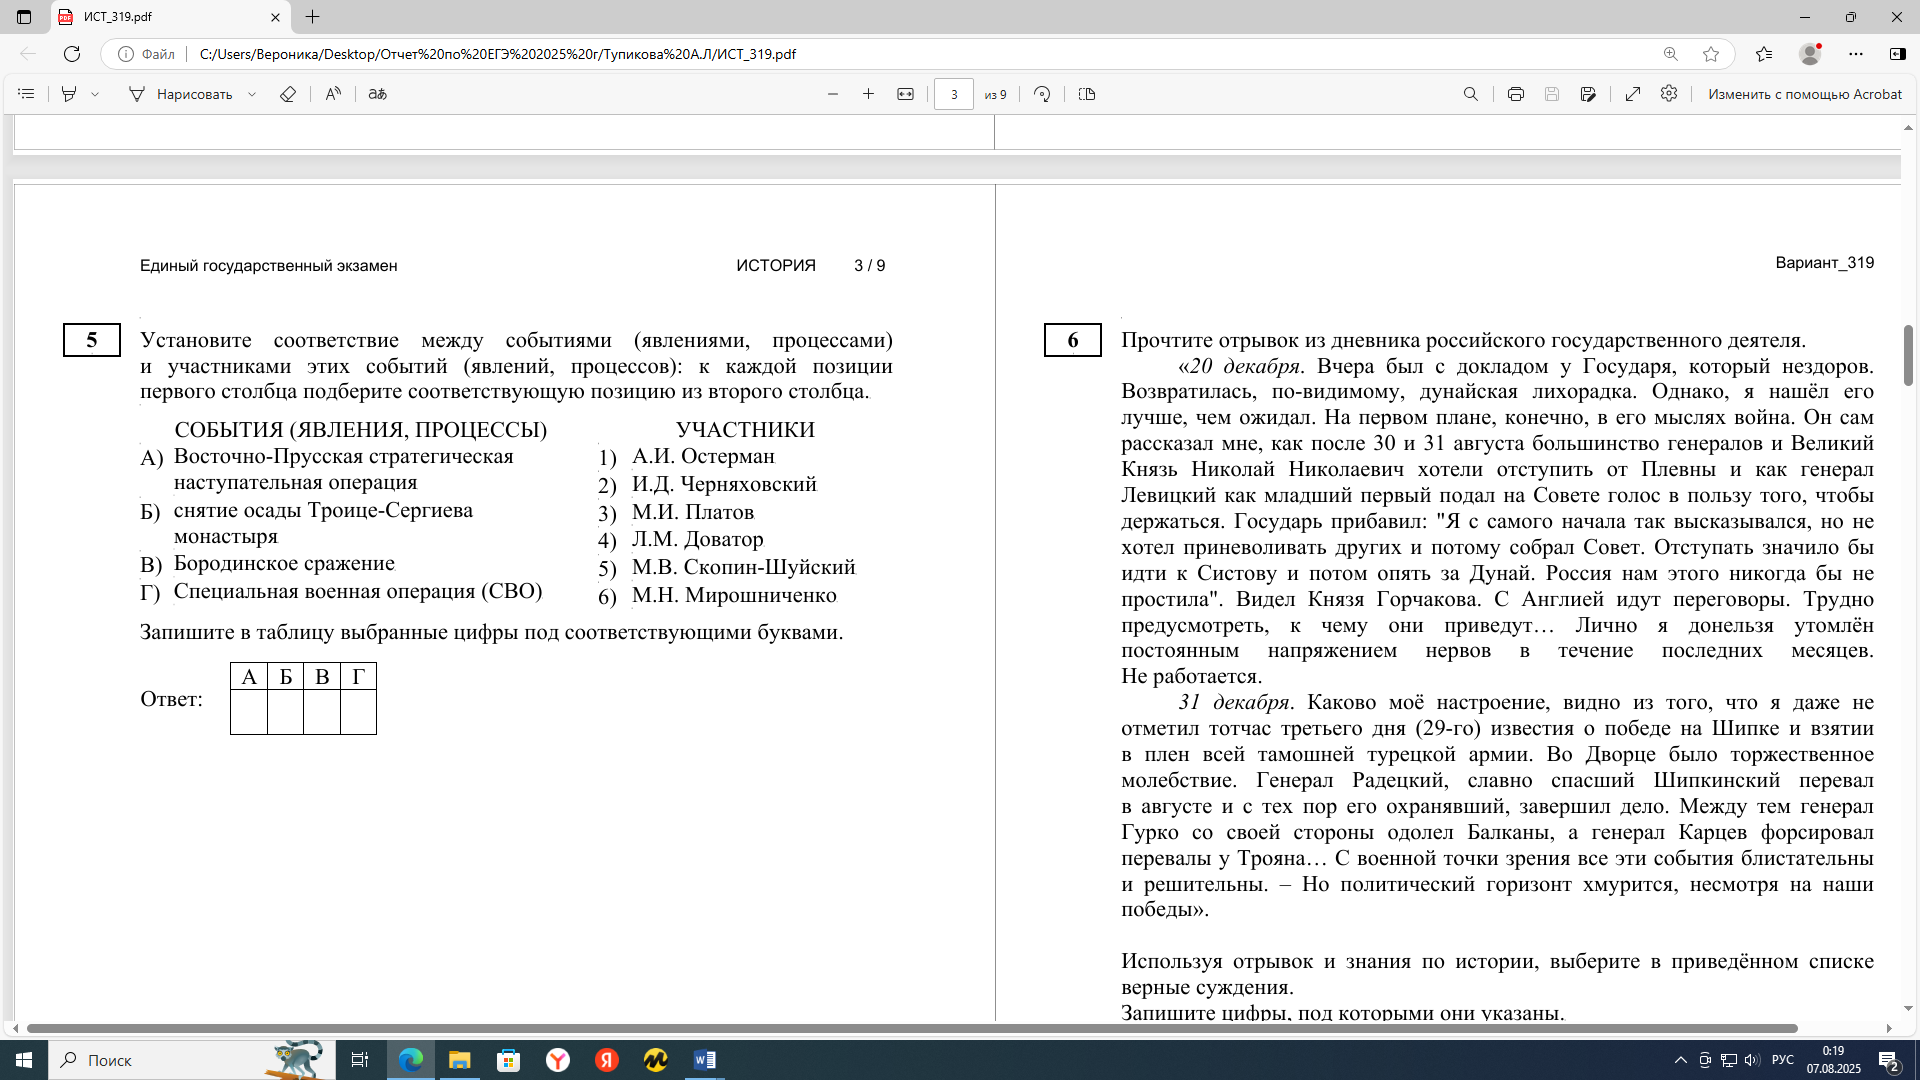 ИСТ_319.pdf
Файл
C:/Users/Вероника/Desktop/Отчет%20по%20ЕГЭ%202025%20г/Тупикова%20А.Л/ИСТ_319.pdf
Нарисовать
аあ
3
из 9
Изменить с помощью Acrobat
Единый государственный экзамен ИСТОРИЯ 3 / 9
5
Установите соответствие между событиями (явлениями, процессами)
и участниками этих событий (явлений, процессов): к каждой позиции
первого столбца подберите соответствующую позицию из второго столбца.
СОБЫТИЯ (ЯВЛЕНИЯ, ПРОЦЕССЫ)
А) Восточно-Прусская стратегическая
наступательная операция
Б) снятие осады Троице-Сергиева
монастыря
В) Бородинское сражение
Г) Специальная военная операция (СВО)
УЧАСТНИКИ
1) А.И. Остерман
2) И.Д. Черняховский
3) М.И. Платов
4) Л.М. Доватор
5) М.В. Скопин-Шуйский
6) М.Н. Мирошниченко
Запишите в таблицу выбранные цифры под соответствующими буквами.
Ответ:
А Б В Г
Вариант_319
6
Прочтите отрывок из дневника российского государственного деятеля.
«20 декабря. Вчера был с докладом у Государя, который нездоров.
Возвратилась, по-видимому, дунайская лихорадка. Однако, я нашёл его
лучше, чем ожидал. На первом плане, конечно, в его мыслях война. Он сам
рассказал мне, как после 30 и 31 августа большинство генералов и Великий
Князь Николай Николаевич хотели отступить от Плевны и как генерал
Левицкий как младший первый подал на Совете голос в пользу того, чтобы
держаться. Государь прибавил: "Я с самого начала так высказывался, но не
хотел приневоливать других и потому собрал Совет. Отступать значило бы
идти к Систову и потом опять за Дунай. Россия нам этого никогда бы не
простила". Видел Князя Горчакова. С Англией идут переговоры. Трудно
предусмотреть, к чему они приведут… Лично я донельзя утомлён
постоянным напряжением нервов в течение последних месяцев.
Не работается.
31 декабря. Каково моё настроение, видно из того, что я даже не
отметил тотчас третьего дня (29-го) известия о победе на Шипке и взятии
в плен всей тамошней турецкой армии. Во Дворце было торжественное
молебствие. Генерал Радецкий, славно спасший Шипкинский перевал
в августе и с тех пор его охранявший, завершил дело. Между тем генерал
Гурко со своей стороны одолел Балканы, а генерал Карцев форсировал
перевалы у Трояна… С военной точки зрения все эти события блистательны
и решительны. – Но политический горизонт хмурится, несмотря на наши
победы».
Используя отрывок и знания по истории, выберите в приведённом списке
верные суждения.
Запишите цифры, под которыми они указаны.
Поиск
РУС
0:19
07.08.2025
2